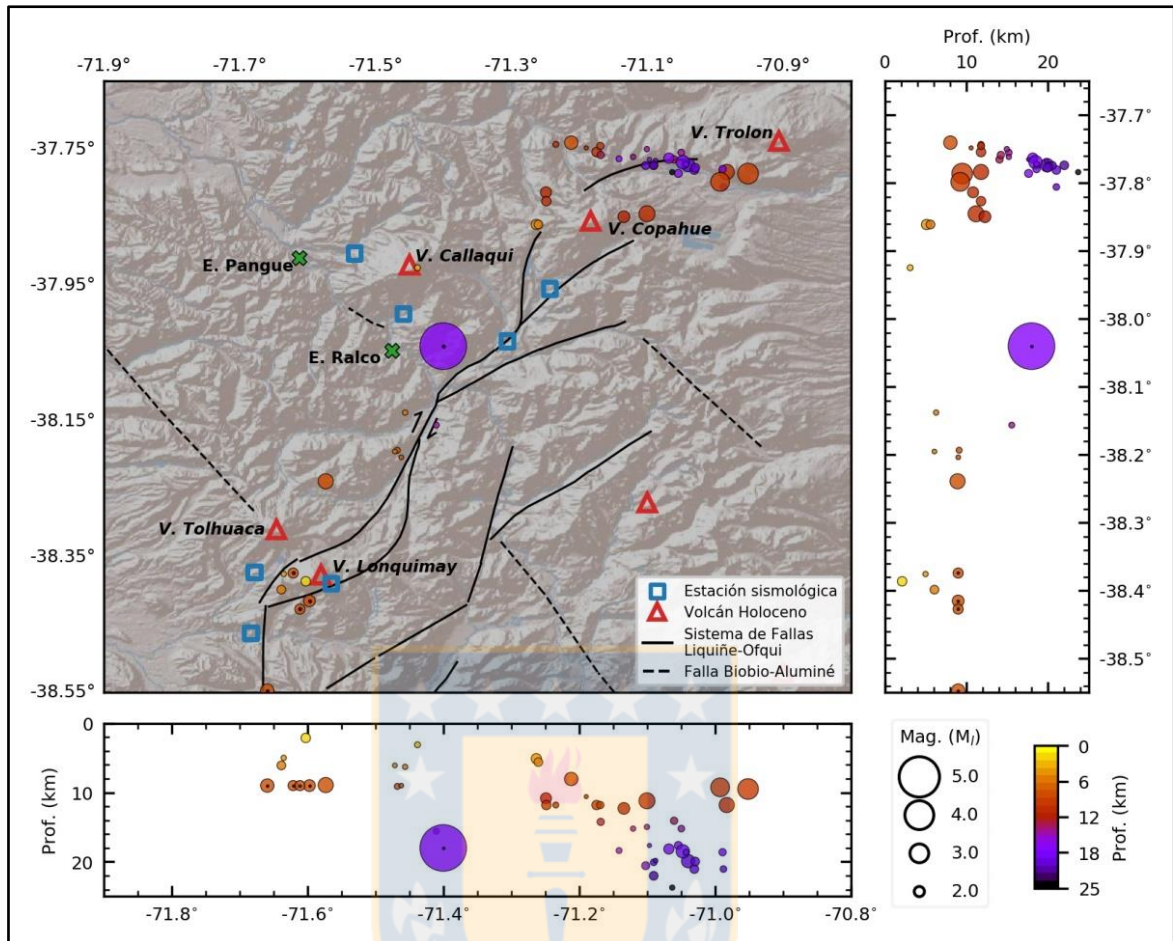 Prof. (km)
-71.9 -71.7° -71.5° -71.3° -71.1° -70.9° 0 10 20
-37.7°
-37.75° V. Trolon
-37.8°
V. Copahue
V. Callaqui
E. Pangue -37.9°
-37.95°
-38.0°
E. Ralco
-38.1°
-38.15°
-38.2°
V. Tolhuaca
-38.3°
-38.35° V. Lonquimay
-38.4°
Estación sismológica
Volcán Holoceno
Sistema de Fallas
Liquiñe-Ofqui
Falla Biobio-Aluminé
-38.5°
-38.55°
0
10
20
Prof. (km)
-71.8° -71.6° -71.4° -71.2° -71.0° -70.8°
Mag. (Mₗ)
5.0
4.0
3.0
2.0
0
6
12
18
25
Prof. (km)